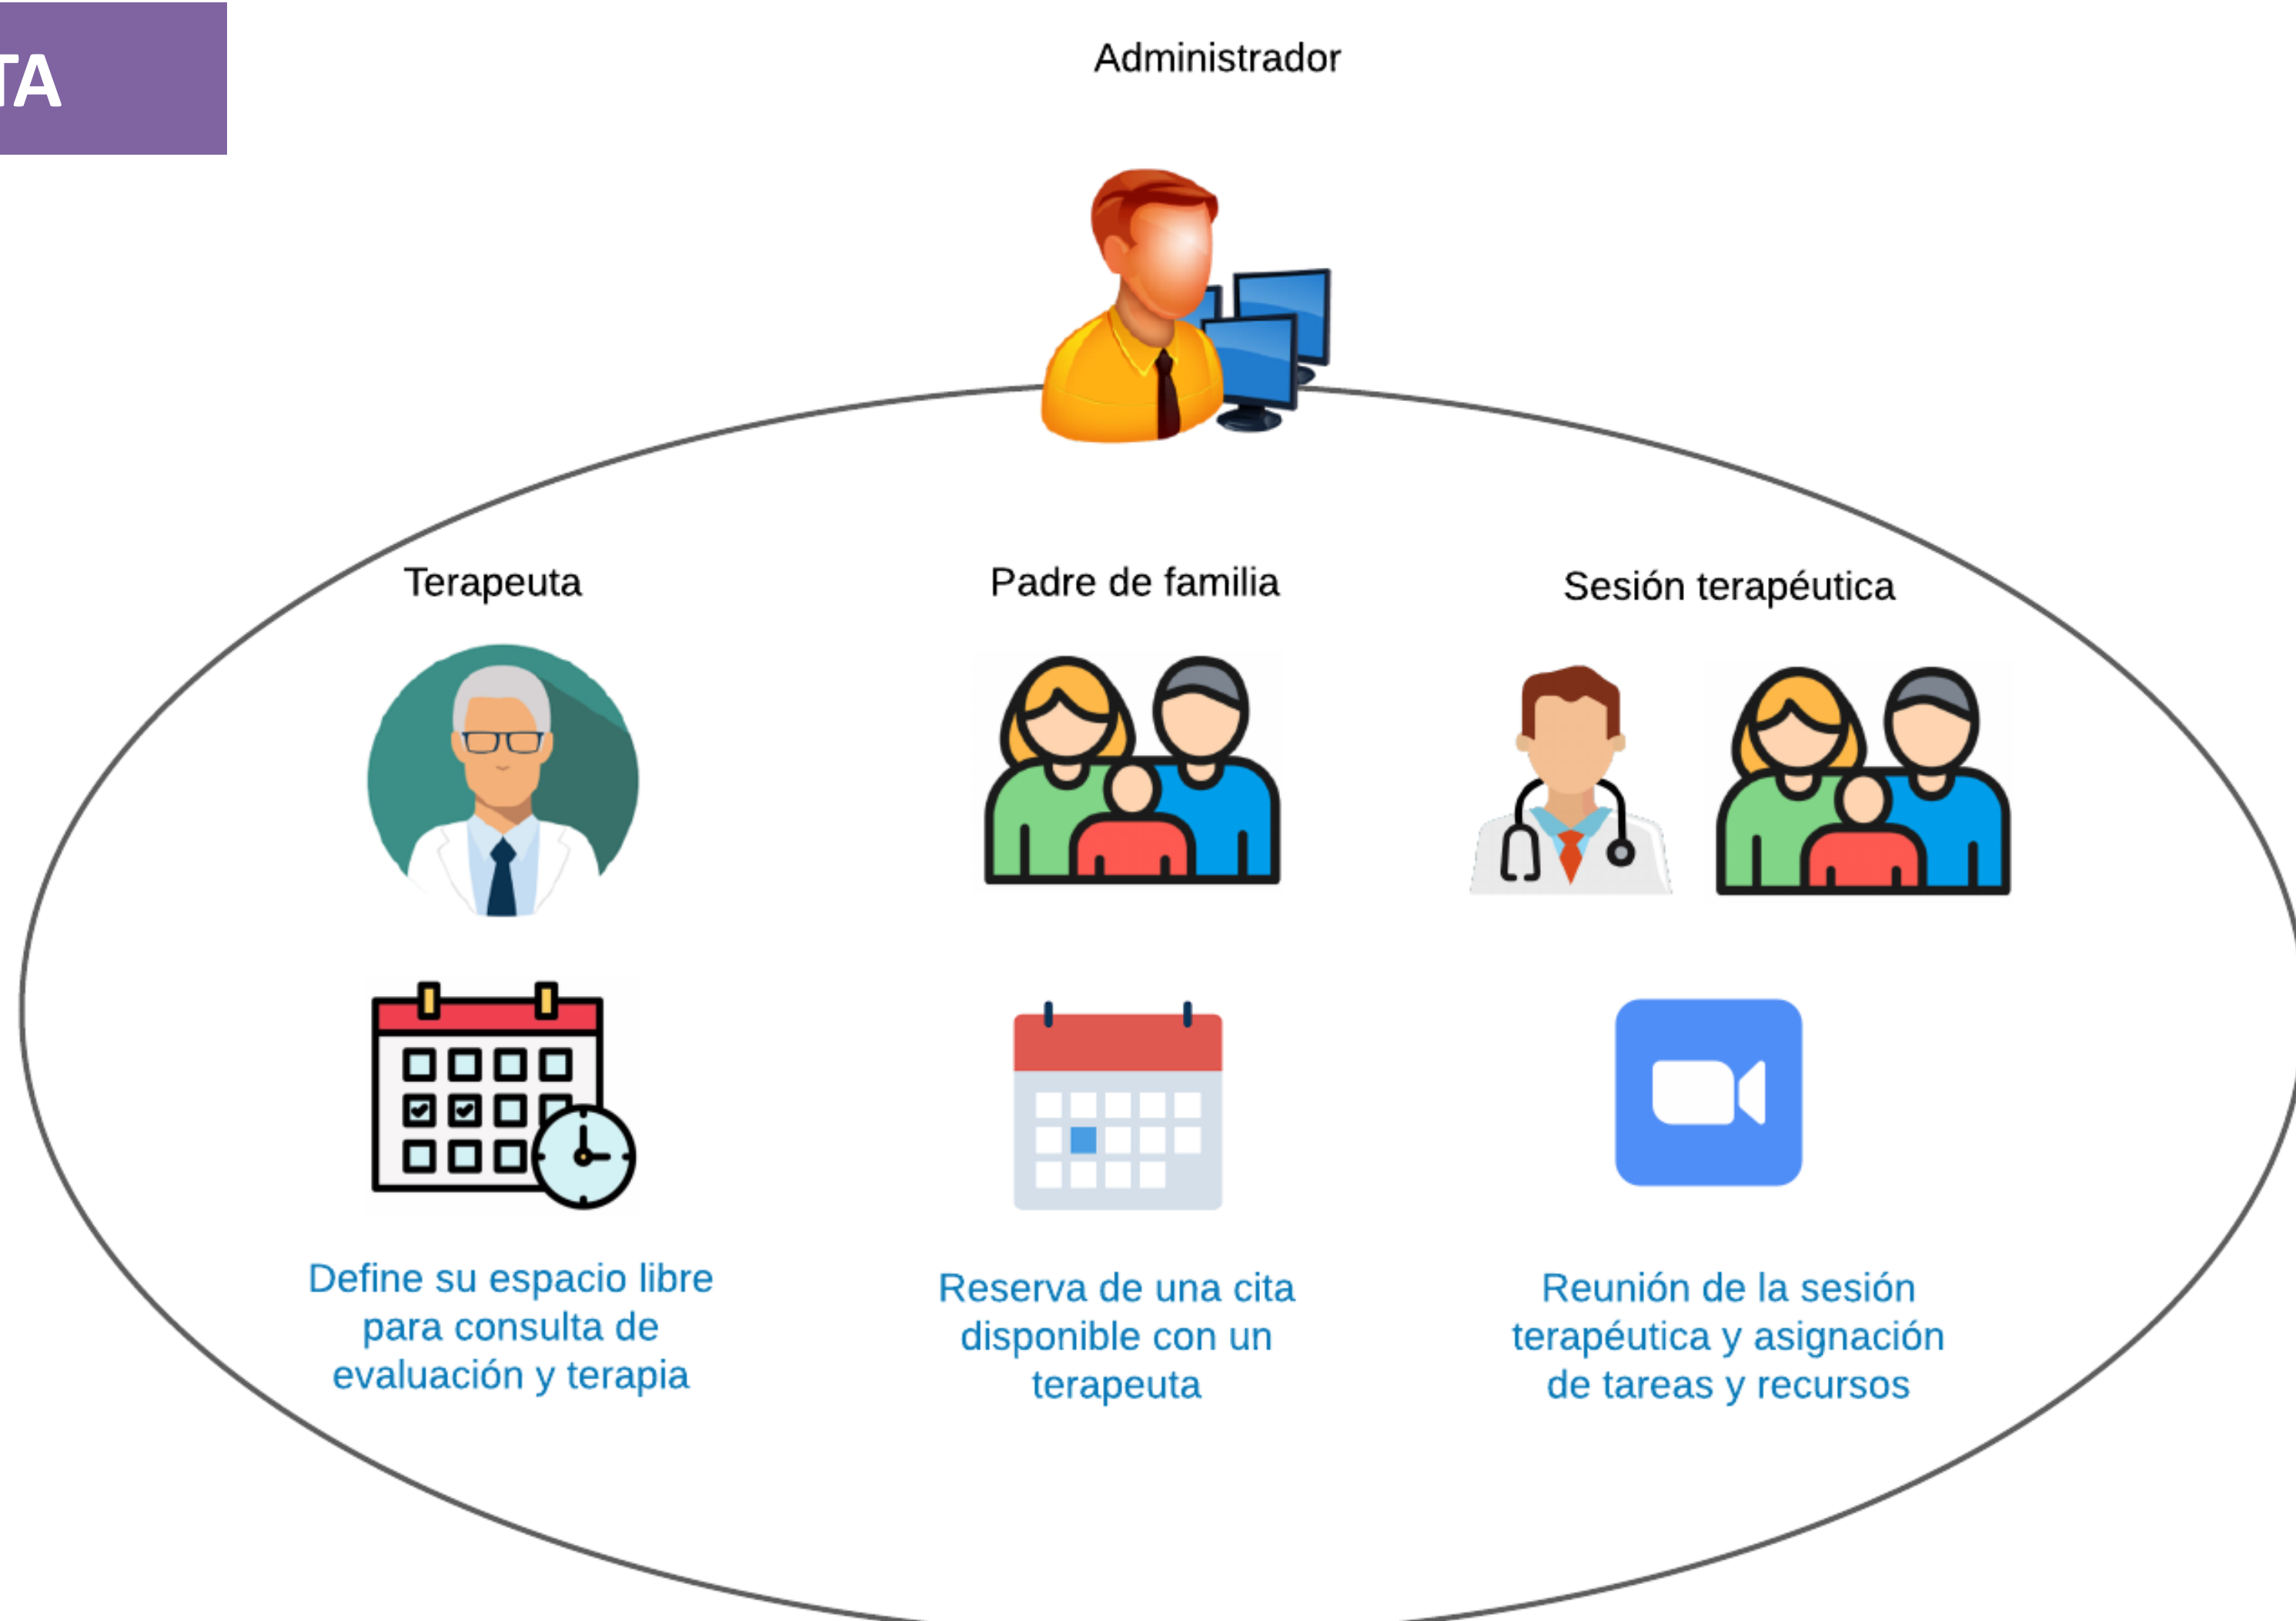 TA
Administrador
Terapeuta
Padre de familia
Sesión terapéutica
Define su espacio libre
para consulta de
evaluación y terapia
Reserva de una cita
disponible con un
terapeuta
Reunión de la sesión
terapéutica y asignación
de tareas y recursos